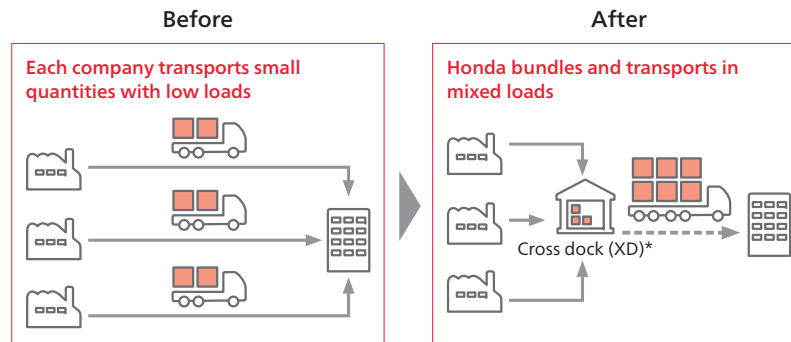 Before
After
Each company transports small
quantities with low loads
Honda bundles and transports in
mixed loads
Cross dock (XD)*